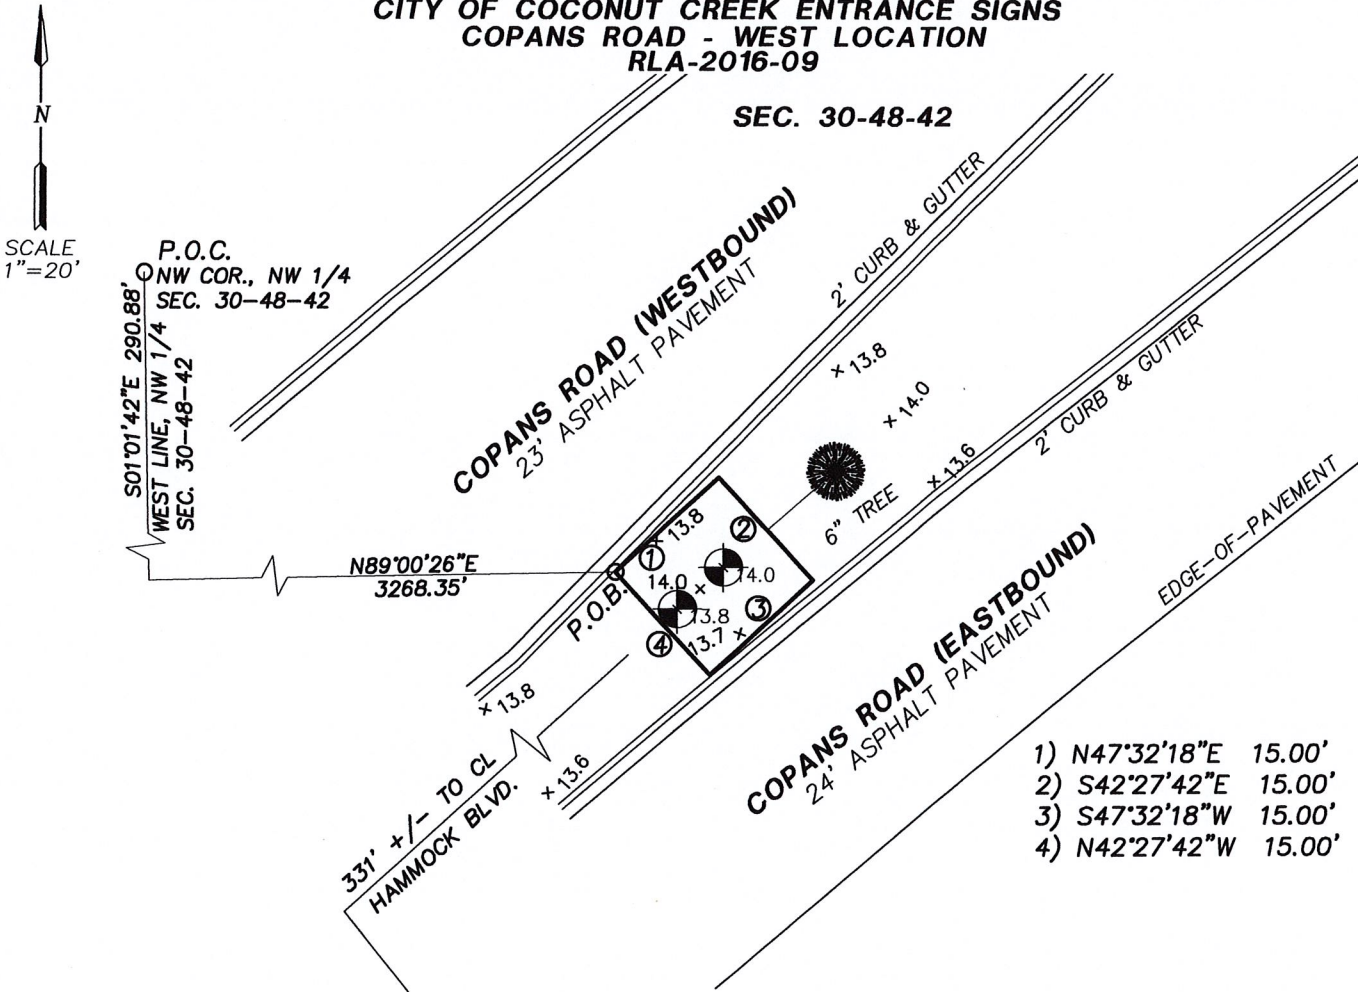 CITY OF COCONUT CREEK ENTRANCE SIGNS
COPANS ROAD - WEST LOCATION
RLA-2016-09
SEC. 30-48-42
N
SCALE
1"=20'
P.O.C.
NW COR., NW 1/4
SEC. 30-48-42
S01°01'42"E 290.88'
WEST LINE, NW 1/4
SEC. 30-48-42
COPANS ROAD (WESTBOUND)
23' ASPHALT PAVEMENT
2' CURB & GUTTER
× 13.8
× 14.0
× 13.6
6" TREE
2' CURB & GUTTER
EDGE-OF-PAVEMENT
N89°00'26"E
3268.35'
P.O.B.
13.8
1
2
14.0
14.0
3
13.8
4
13.7 ×
× 13.8
× 13.6
331' +/- TO CL
HAMMOCK BLVD.
COPANS ROAD (EASTBOUND)
24' ASPHALT PAVEMENT
1) N47°32'18"E 15.00'
2) S42°27'42"E 15.00'
3) S47°32'18"W 15.00'
4) N42°27'42"W 15.00'